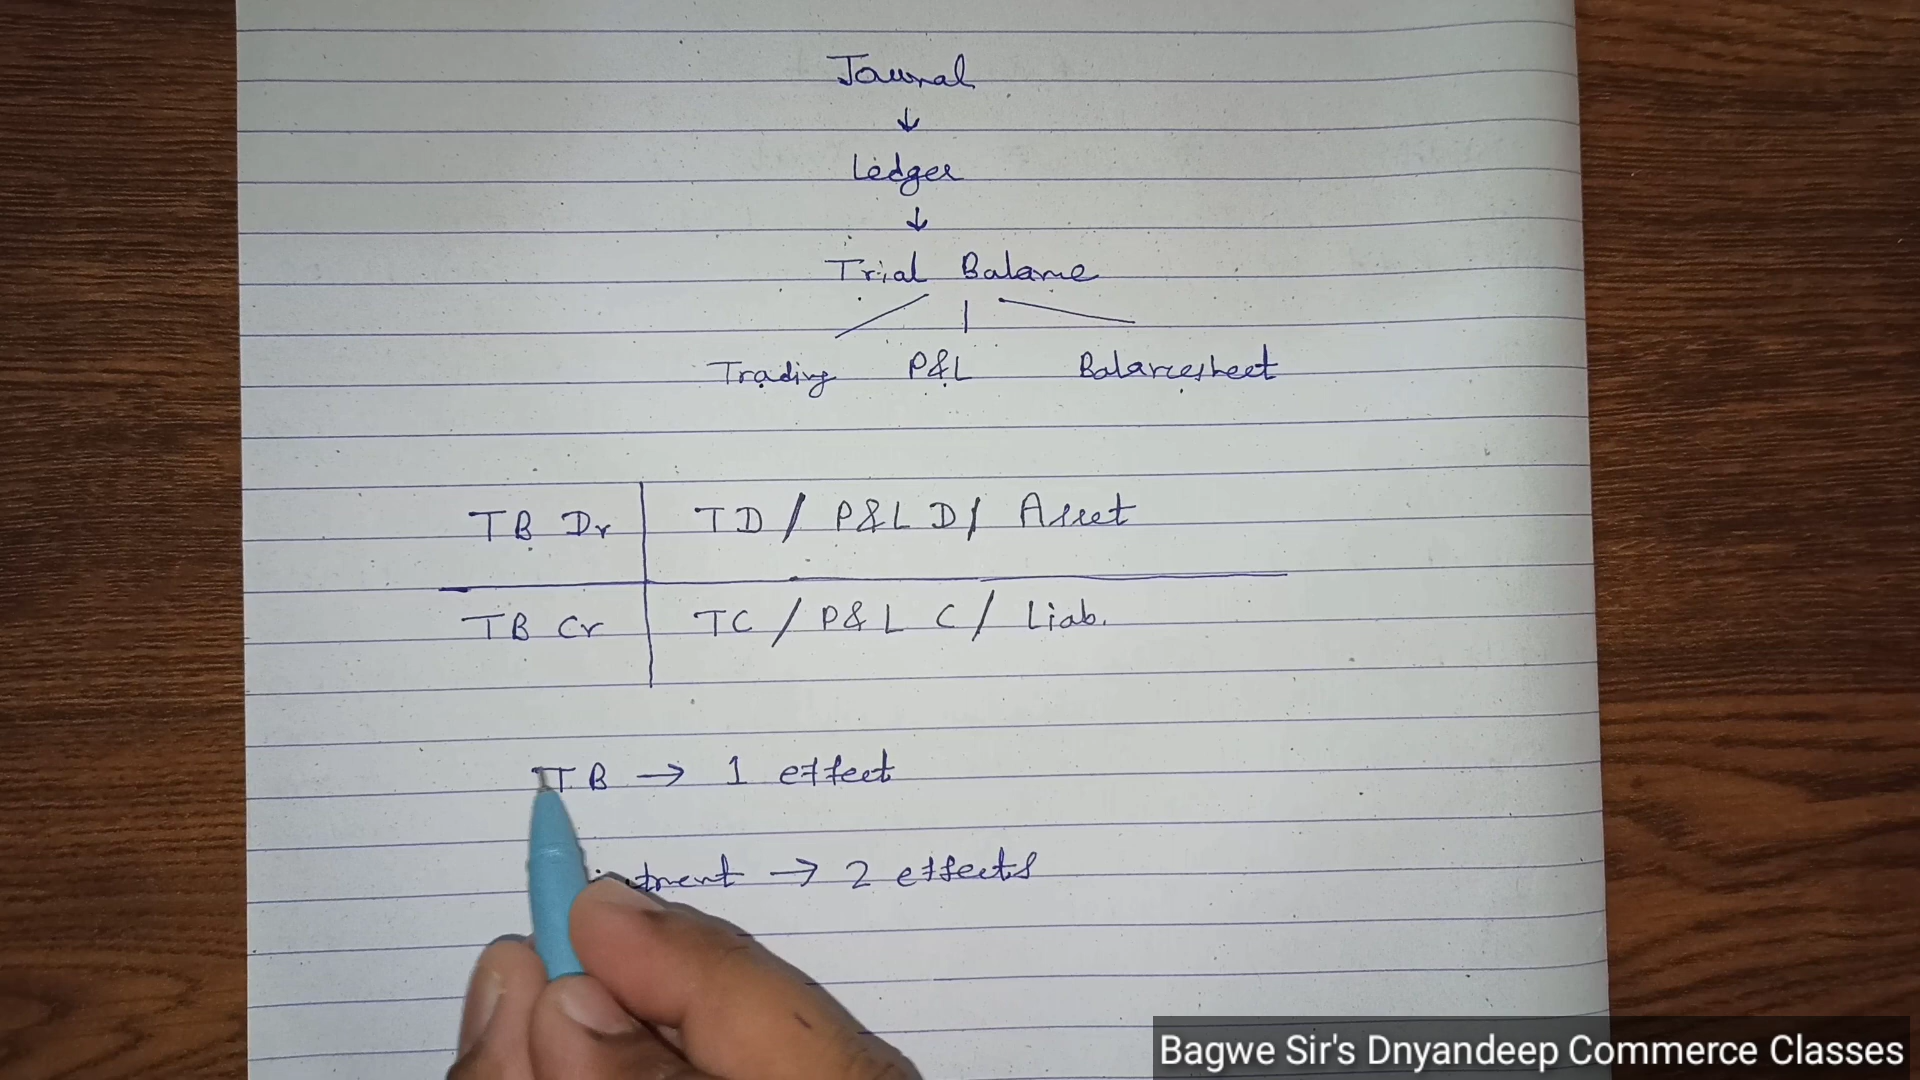 Journal
↓
Ledger
↓
Trial Balance
Trading P&L Balancesheet
TB Dr TD / P&L D / Asset
TB Cr TC / P&L C / Liab.
TB → 1 effect
→ 2 effects
Bagwe Sir's Dnyandeep Commerce Classes